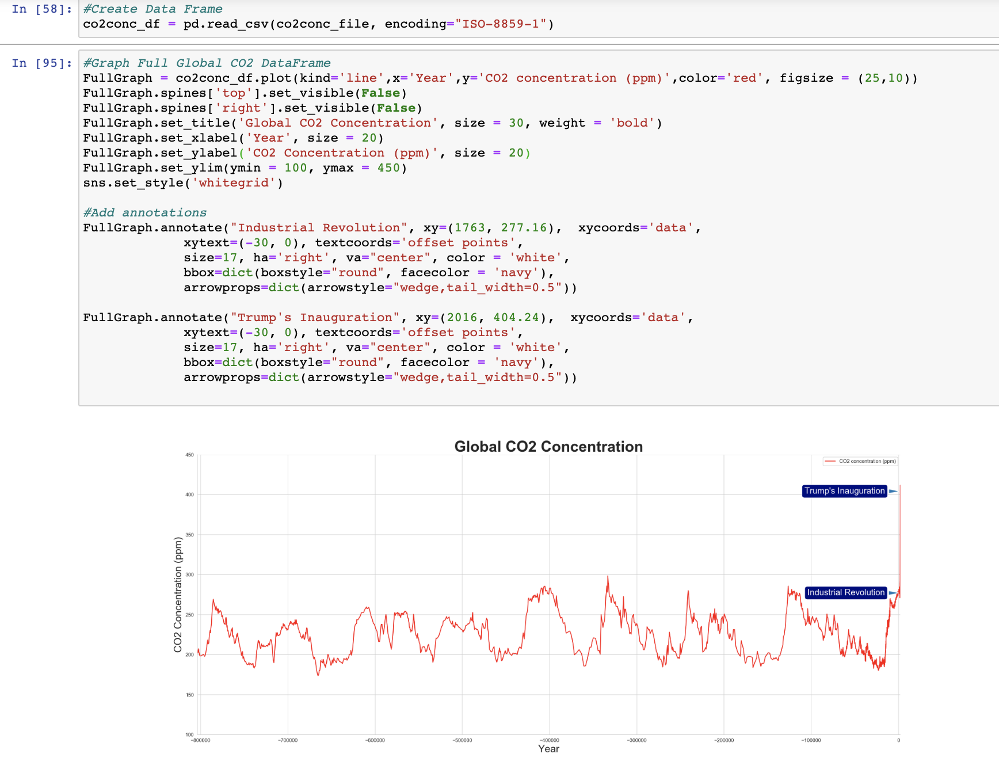 In [58]:
#Create Data Frame
co2conc_df = pd.read_csv(co2conc_file, encoding="ISO-8859-1")
In [95]:
#Graph Full Global CO2 DataFrame
FullGraph = co2conc_df.plot(kind='line',x='Year',y='CO2 concentration (ppm)',color='red', figsize = (25,10))
FullGraph.spines['top'].set_visible(False)
FullGraph.spines['right'].set_visible(False)
FullGraph.set_title('Global CO2 Concentration', size = 30, weight = 'bold')
FullGraph.set_xlabel('Year', size = 20)
FullGraph.set_ylabel('CO2 Concentration (ppm)', size = 20)
FullGraph.set_ylim(ymin = 100, ymax = 450)
sns.set_style('whitegrid')
#Add annotations
FullGraph.annotate("Industrial Revolution", xy=(1763, 277.16),  xycoords='data',
xytext=(-30, 0), textcoords='offset points',
size=17, ha='right', va="center", color = 'white',
bbox=dict(boxstyle="round", facecolor = 'navy'),
arrowprops=dict(arrowstyle="wedge,tail_width=0.5"))
FullGraph.annotate("Trump's Inauguration", xy=(2016, 404.24),  xycoords='data',
xytext=(-30, 0), textcoords='offset points',
size=17, ha='right', va="center", color = 'white',
bbox=dict(boxstyle="round", facecolor = 'navy'),
arrowprops=dict(arrowstyle="wedge,tail_width=0.5"))
Global CO2 Concentration
CO2 concentration (ppm)
Trump's Inauguration
Industrial Revolution
CO2 Concentration (ppm)
450
400
350
300
250
200
150
100
−800000
−700000
−600000
−500000
−400000
−300000
−200000
−100000
0
Year